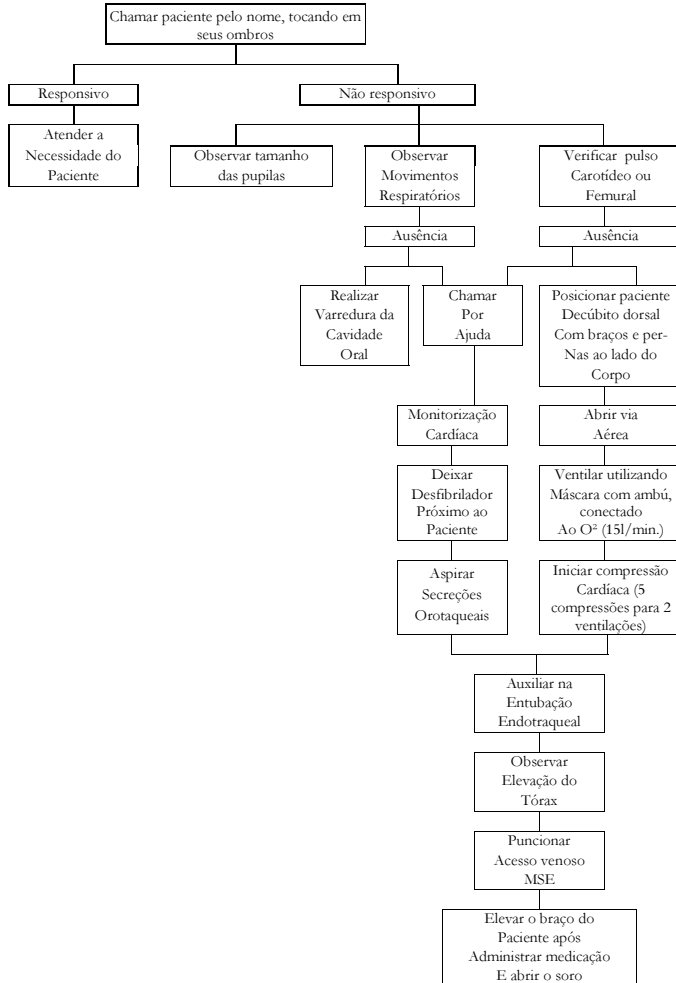 Chamar paciente pelo nome, tocando em
seus ombros
Responsivo
Não responsivo
Atender a
Necessidade do
Paciente
Observar tamanho
das pupilas
Observar
Movimentos
Respiratórios
Verificar pulso
Carotídeo ou
Femural
Ausência
Ausência
Realizar
Varredura da
Cavidade
Oral
Chamar
Por
Ajuda
Posicionar paciente
Decúbito dorsal
Com braços e per-
Nas ao lado do
Corpo
Monitorização
Cardíaca
Abrir via
Aérea
Deixar
Desfibrilador
Próximo ao
Paciente
Ventilar utilizando
Máscara com ambú,
conectado
Ao O² (15l/min.)
Aspirar
Secreções
Orotaqueais
Iniciar compressão
Cardíaca (5
compressões para 2
ventilações)
Auxiliar na
Entubação
Endotraqueal
Observar
Elevação do
Tórax
Puncionar
Acesso venoso
MSE
Elevar o braço do
Paciente após
Administrar medicação
E abrir o soro